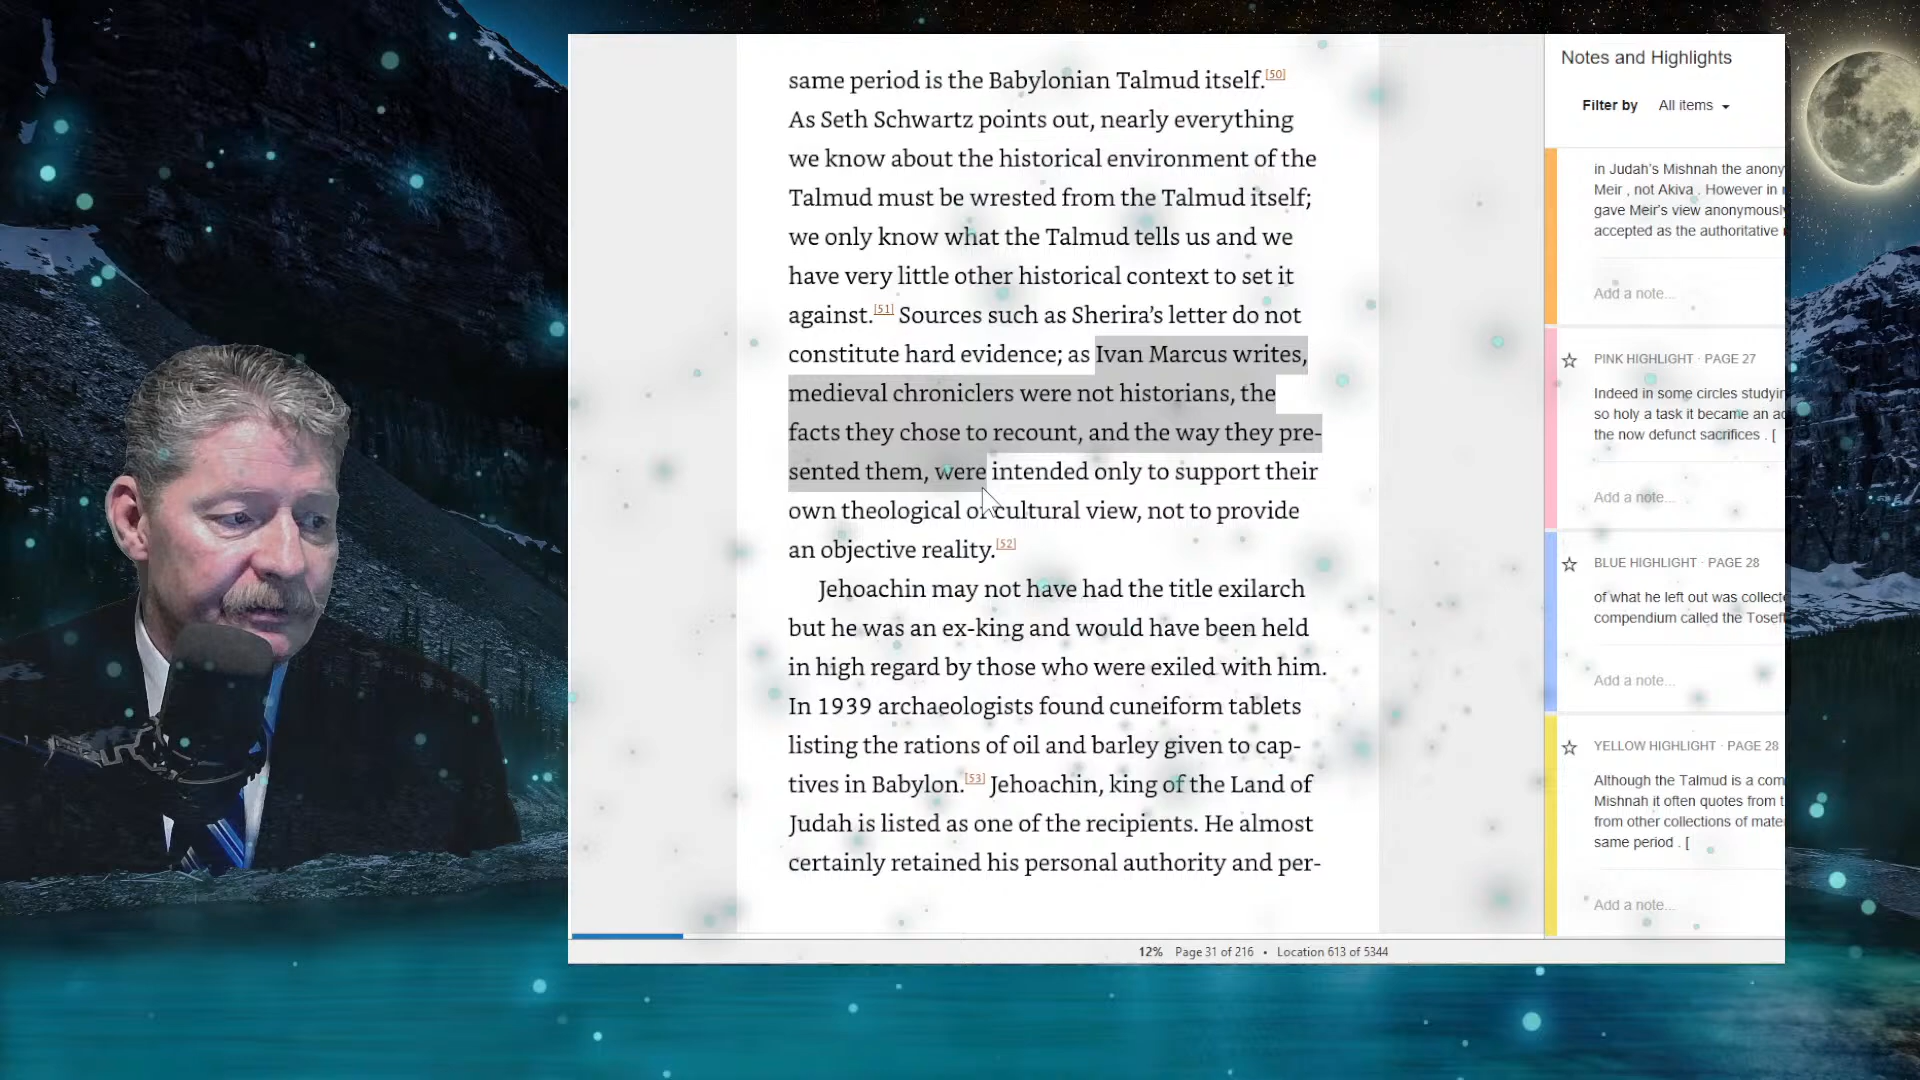 same period is the Babylonian Talmud itself.[50]
As Seth Schwartz points out, nearly everything
we know about the historical environment of the
Talmud must be wrested from the Talmud itself;
we only know what the Talmud tells us and we
have very little other historical context to set it
against.[51] Sources such as Sherira’s letter do not
constitute hard evidence; as Ivan Marcus writes,
medieval chroniclers were not historians, the
facts they chose to recount, and the way they pre-
sented them, were intended only to support their
own theological or cultural view, not to provide
an objective reality.[52]
Jehoachin may not have had the title exilarch
but he was an ex-king and would have been held
in high regard by those who were exiled with him.
In 1939 archaeologists found cuneiform tablets
listing the rations of oil and barley given to cap-
tives in Babylon.[53] Jehoachin, king of the Land of
Judah is listed as one of the recipients. He almost
certainly retained his personal authority and per-
12% Page 31 of 216 • Location 613 of 5344
Notes and Highlights
Filter by All items
in Judah’s Mishnah the anony
Meir , not Akiva . However in
gave Meir’s view anonymously
accepted as the authoritative
Add a note...
PINK HIGHLIGHT · PAGE 27
Indeed in some circles studyin
so holy a task it became an ac
the now defunct sacrifices . [
Add a note...
BLUE HIGHLIGHT · PAGE 28
of what he left out was collecte
compendium called the Tosef
Add a note...
YELLOW HIGHLIGHT · PAGE 28
Although the Talmud is a com
Mishnah it often quotes from t
from other collections of mate
same period . [
Add a note...